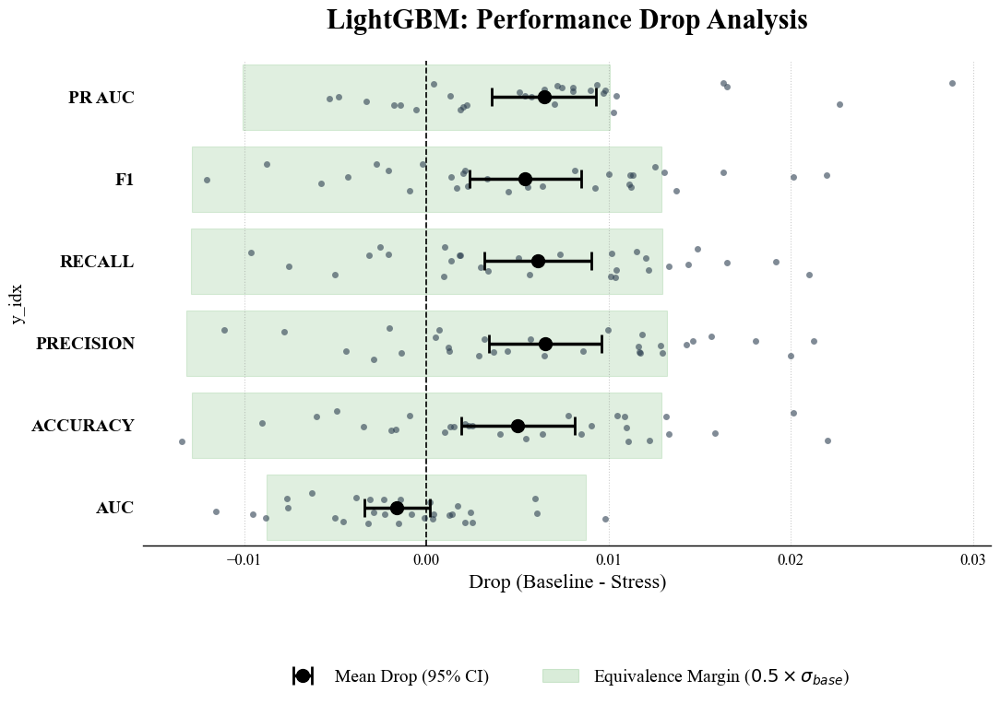 LightGBM: Performance Drop Analysis
PR AUC
F1
RECALL
y_idx
PRECISION
ACCURACY
AUC
−0.01 0.00 0.01 0.02 0.03
Drop (Baseline - Stress)
Mean Drop (95% CI) Equivalence Margin (0.5 × σ_base)